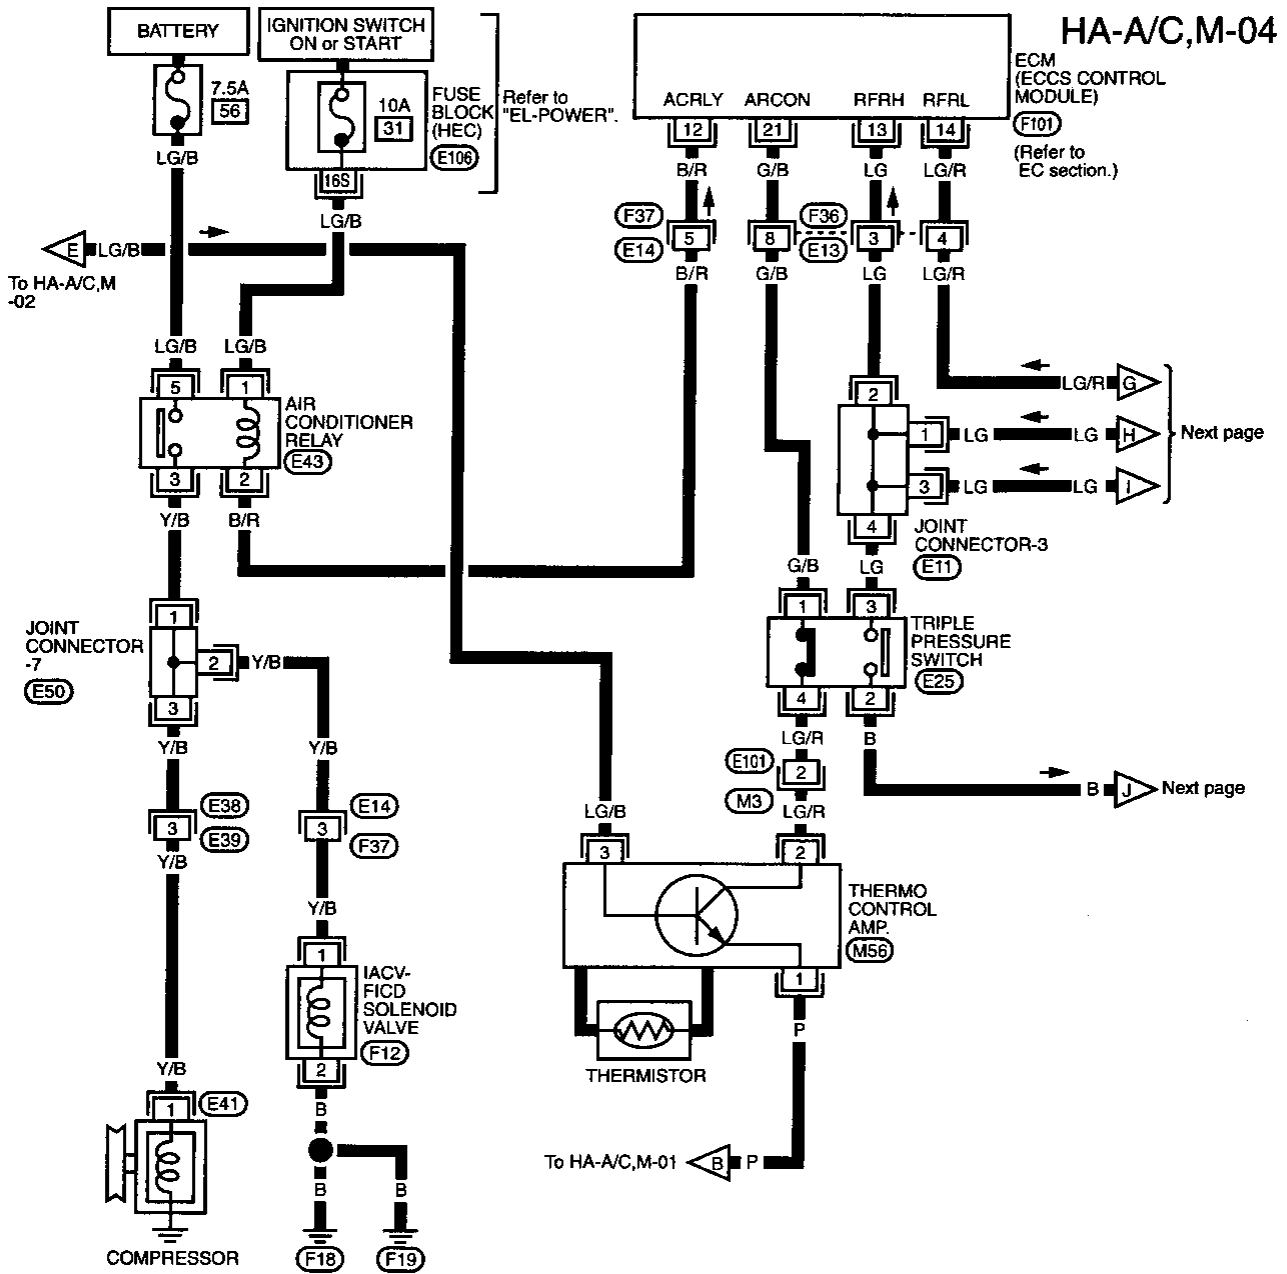 HA-A/C,M-04
BATTERY
IGNITION SWITCH
ON or START
7.5A
56
10A
31
FUSE
BLOCK
(HEC)
E106
Refer to
"EL-POWER".
ECM
(ECCS CONTROL
MODULE)
F101
(Refer to
EC section.)
ACRLY ARCON RFRH RFRL
12 21 13 14
LG/B
16S
LG/B
B/R G/B LG LG/R
F37
E14
5
8
F36
E13
3
4
B/R G/B LG LG/R
E LG/B
To HA-A/C,M
-02
LG/B LG/B
5 1
AIR
CONDITIONER
RELAY
E43
3 2
Y/B B/R
2
LG/R G
1 LG LG H
Next page
3 LG LG I
4
JOINT
CONNECTOR-3
E11
G/B LG
1 3
TRIPLE
PRESSURE
SWITCH
E25
4 2
LG/R B
JOINT
CONNECTOR
-7
E50
1
2 Y/B
3
Y/B Y/B
E101
M3
2
B J Next page
E38
E39
3
E14
F37
3
LG/B LG/R
3 2
Y/B
Y/B
THERMO
CONTROL
AMP.
M56
1
1
IACV-
FICD
SOLENOID
VALVE
F12
2
THERMISTOR
P
Y/B
B
1
E41
To HA-A/C,M-01 B P
B B
COMPRESSOR
F18 F19